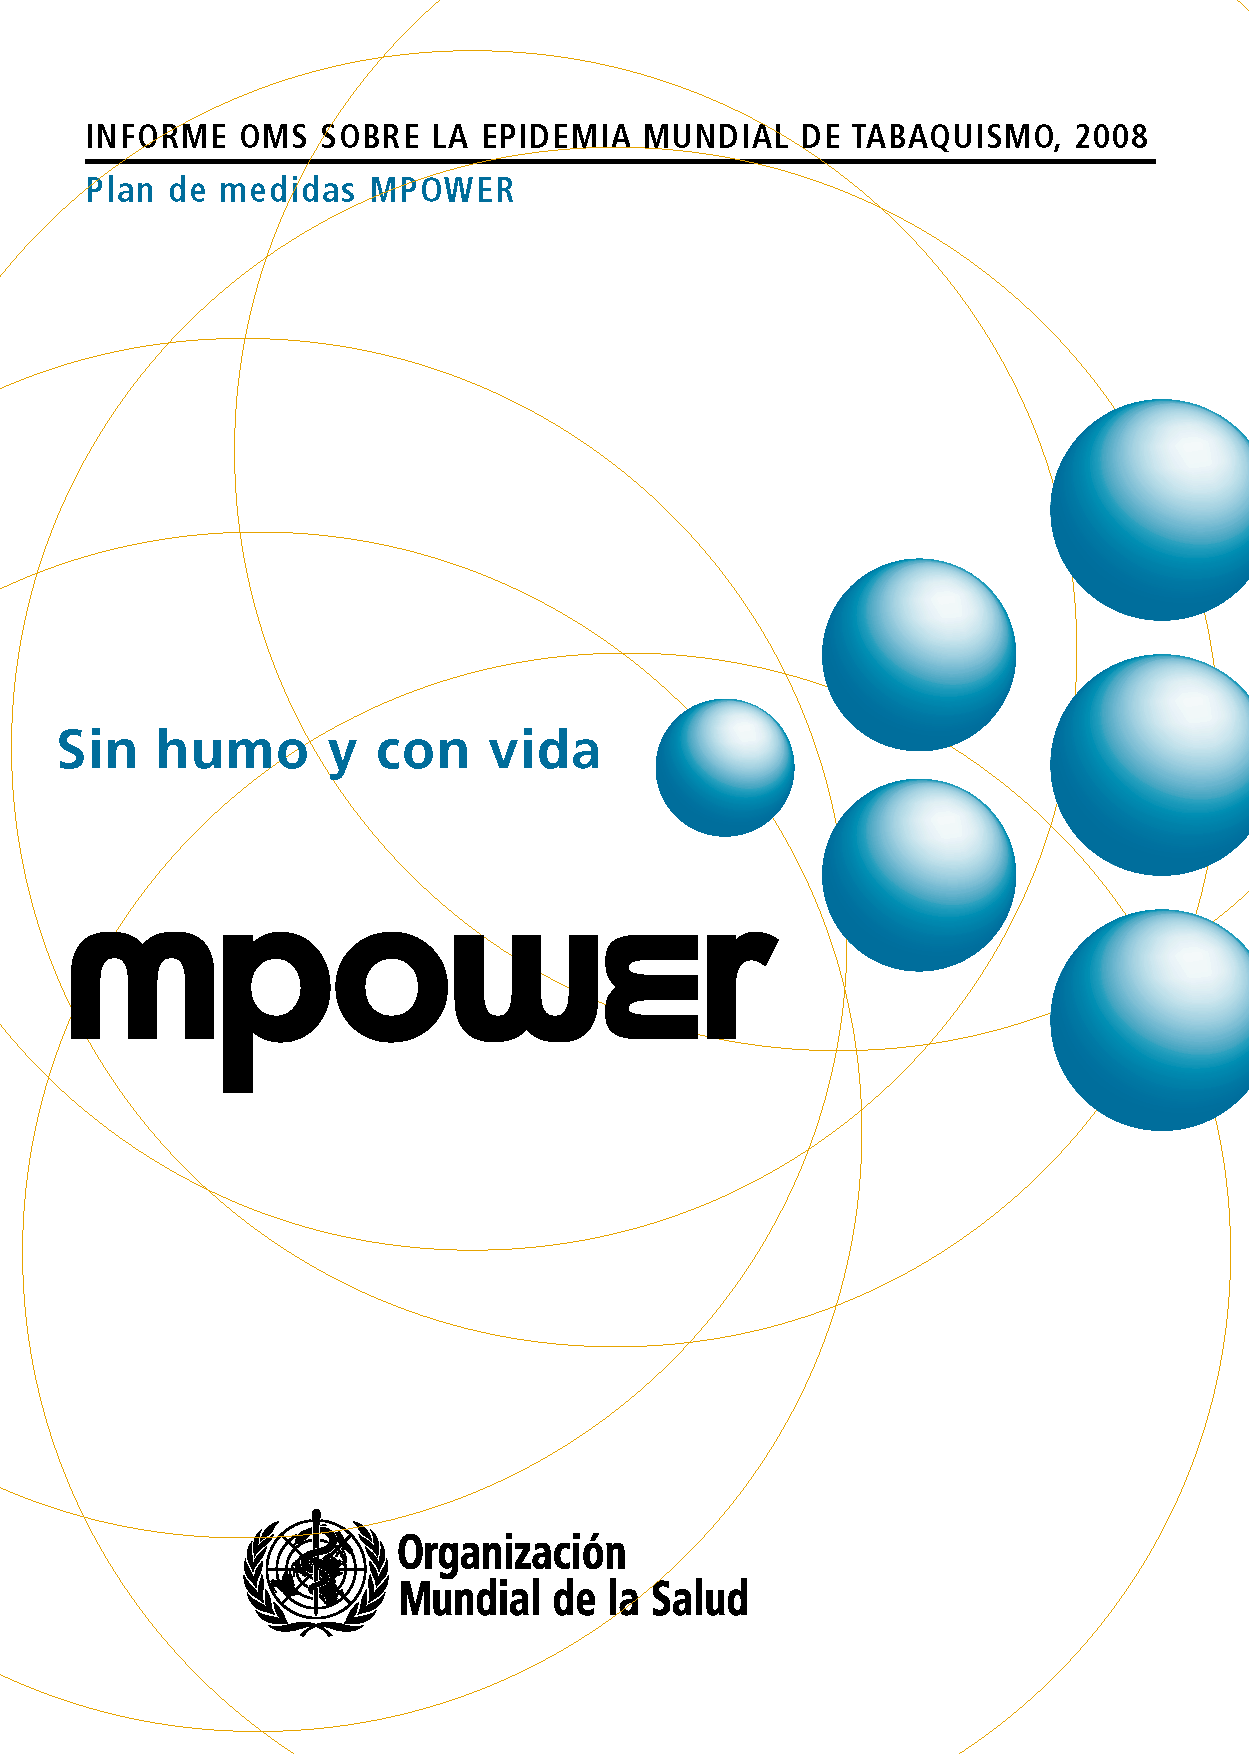 INFORME OMS SOBRE LA EPIDEMIA MUNDIAL DE TABAQUISMO, 2008
Plan de medidas MPOWER
Sin humo y con vida
mpower
Organización
Mundial de la Salud